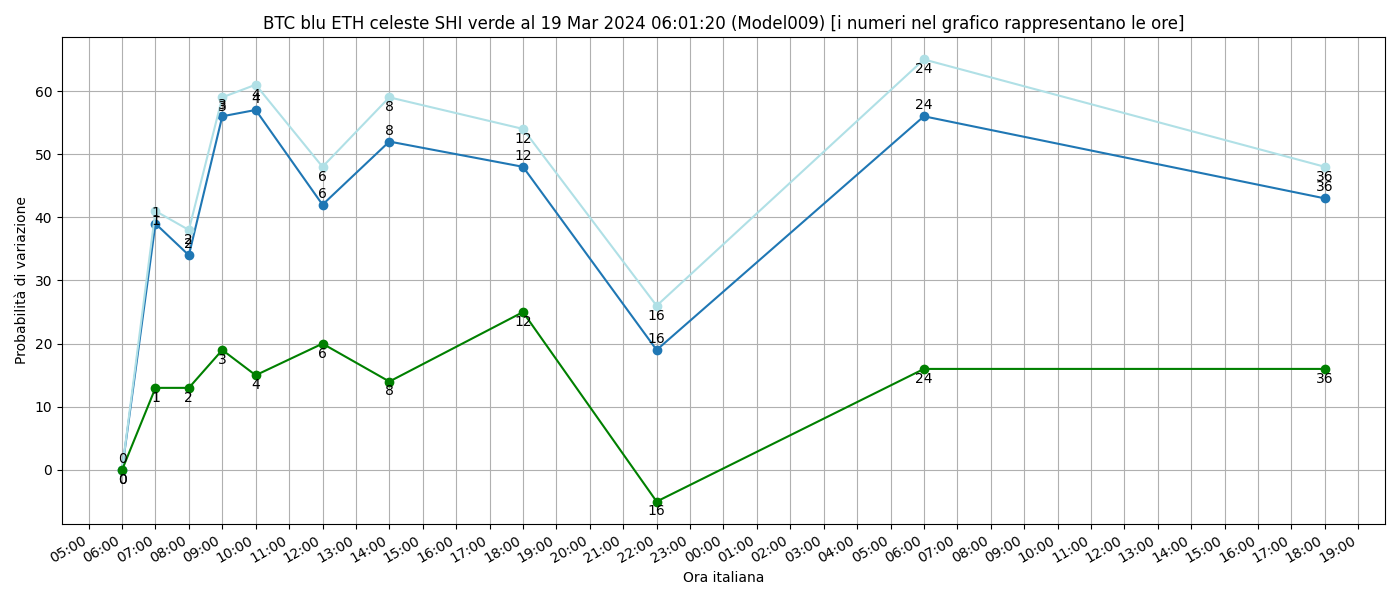 BTC blu ETH celeste SHI verde al 19 Mar 2024 06:01:20 (Model009) [i numeri nel grafico rappresentano le ore]
Probabilità di variazione
60
50
40
30
20
10
0
0 1 2 3 4 6 8 12 16 24 36
0 1 2 3 4 6 8 12 16 24 36
0 1 2 3 4 6 8 12 16 24 36
05:00 06:00 07:00 08:00 09:00 10:00 11:00 12:00 13:00 14:00 15:00 16:00 17:00 18:00 19:00 20:00 21:00 22:00 23:00 00:00 01:00 02:00 03:00 04:00 05:00 06:00 07:00 08:00 09:00 10:00 11:00 12:00 13:00 14:00 15:00 16:00 17:00 18:00 19:00
Ora italiana